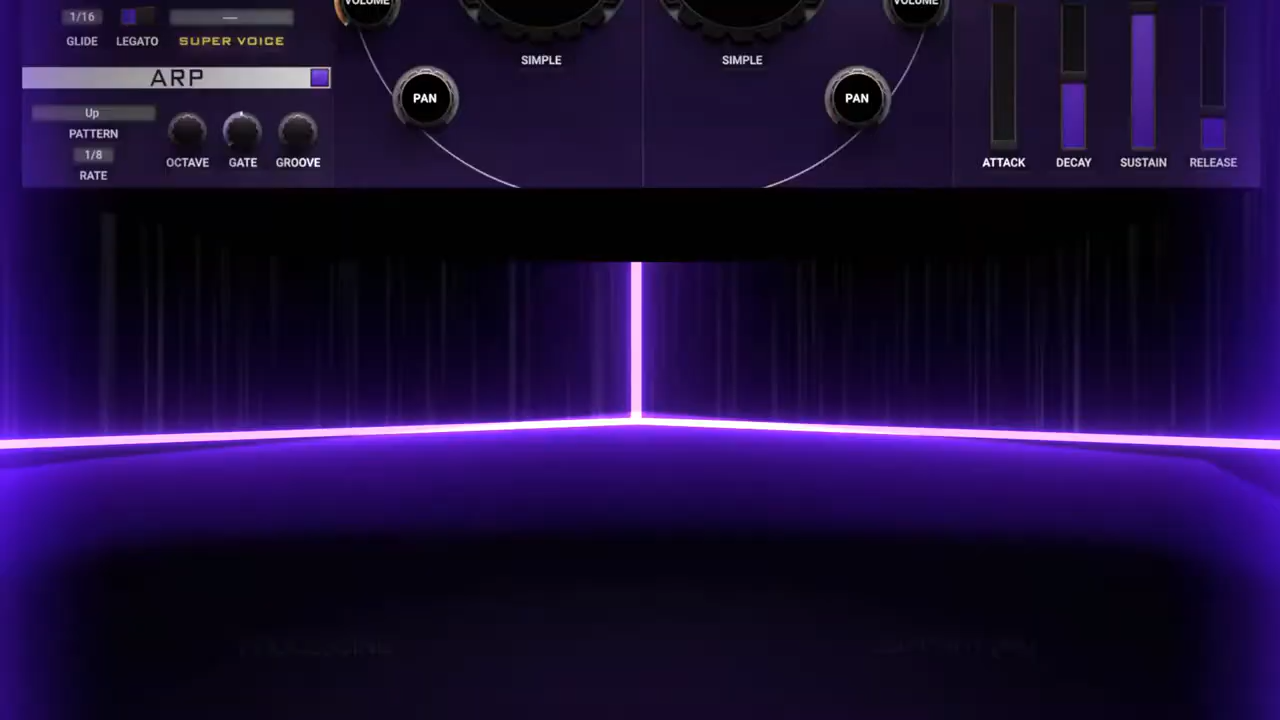 VOLUME
VOLUME
1/16
—
GLIDE
LEGATO
SUPER VOICE
SIMPLE
SIMPLE
ARP
PAN
PAN
Up
PATTERN
1/8
RATE
OCTAVE
GATE
GROOVE
ATTACK
DECAY
SUSTAIN
RELEASE